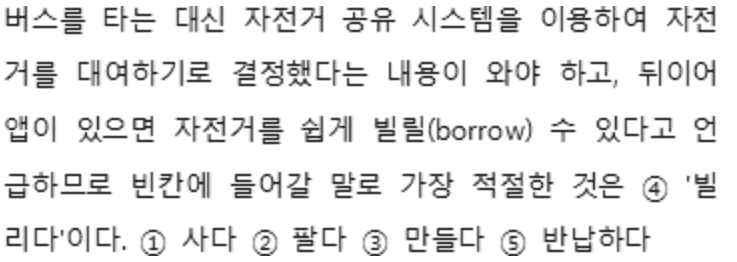 버스를 타는 대신 자전거 공유 시스템을 이용하여 자전
거를 대여하기로 결정했다는 내용이 와야 하고, 뒤이어
앱이 있으면 자전거를 쉽게 빌릴(borrow) 수 있다고 언
급하므로 빈칸에 들어갈 말로 가장 적절한 것은 ④ '빌
리다'이다. ① 사다 ② 팔다 ③ 만들다 ⑤ 반납하다